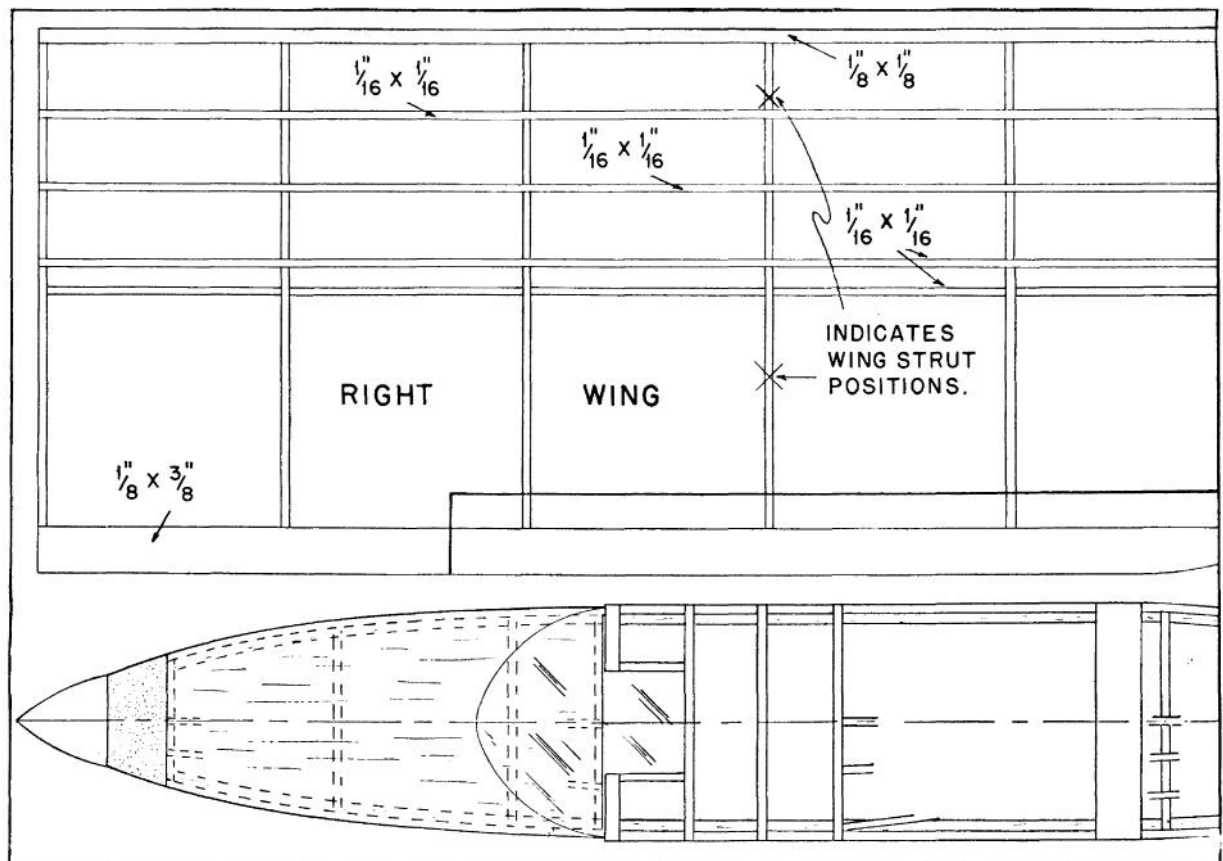 1/16" x 1/16"
1/8" x 1/8"
1/16" x 1/16"
1/16" x 1/16"
INDICATES
WING STRUT
POSITIONS.
RIGHT WING
1/8" x 3/8"